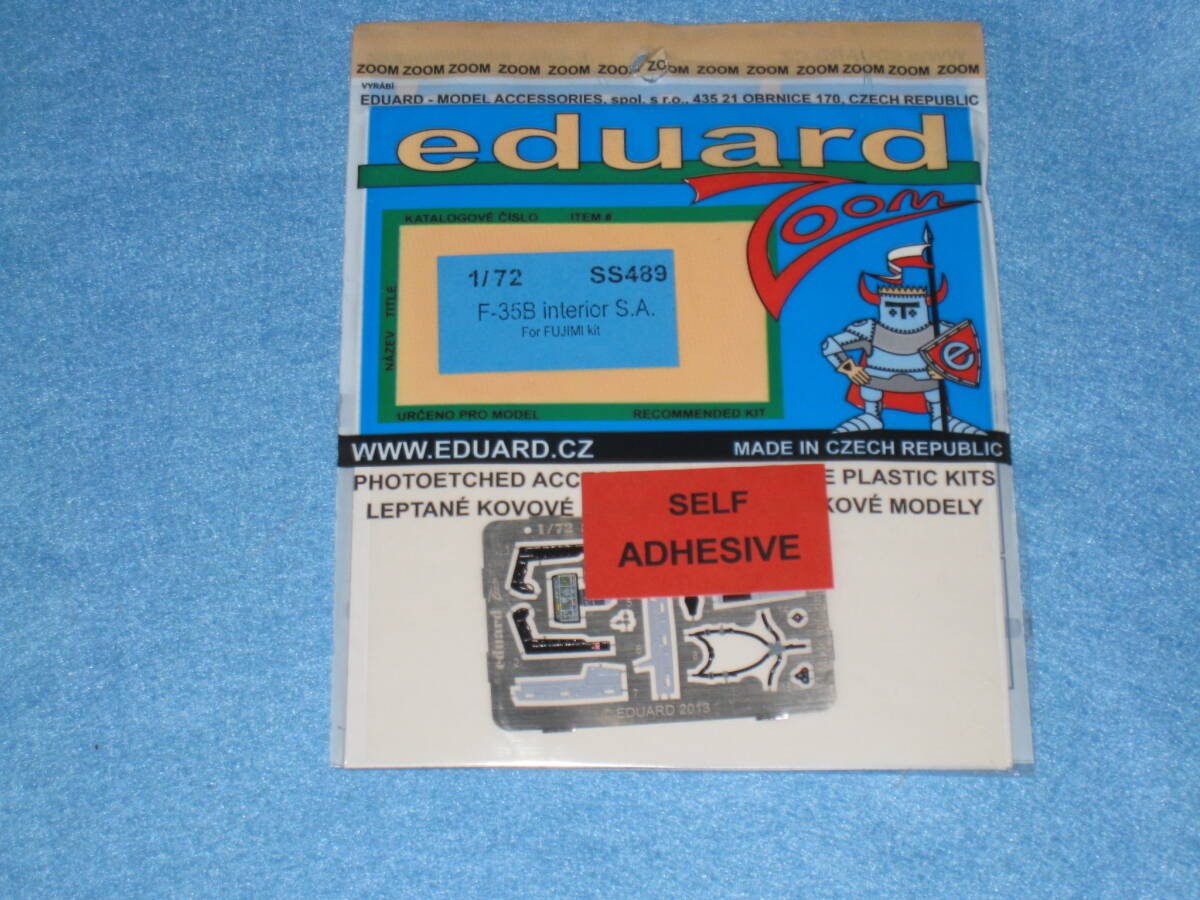 ZOOM ZOOM ZOOM ZOOM ZOOM ZOOM ZOOM ZOOM ZOOM ZOOM ZOOM ZOOM ZOOM
VYRÁBÍ
EDUARD - MODEL ACCESSORIES, spol. s r.o., 435 21 OBRNICE 170, CZECH REPUBLIC
eduard
Zoom
KATALOGOVÉ ČÍSLO ITEM #
NÁZEV TITLE
1/72 SS489
F-35B interior S.A.
For FUJIMI kit
e
URČENO PRO MODEL RECOMMENDED KIT
WWW.EDUARD.CZ MADE IN CZECH REPUBLIC
PHOTOETCHED ACC E PLASTIC KITS
LEPTANÉ KOVOVÉ KOVÉ MODELY
SELF
ADHESIVE
1/72
eduard
EDUARD 2013